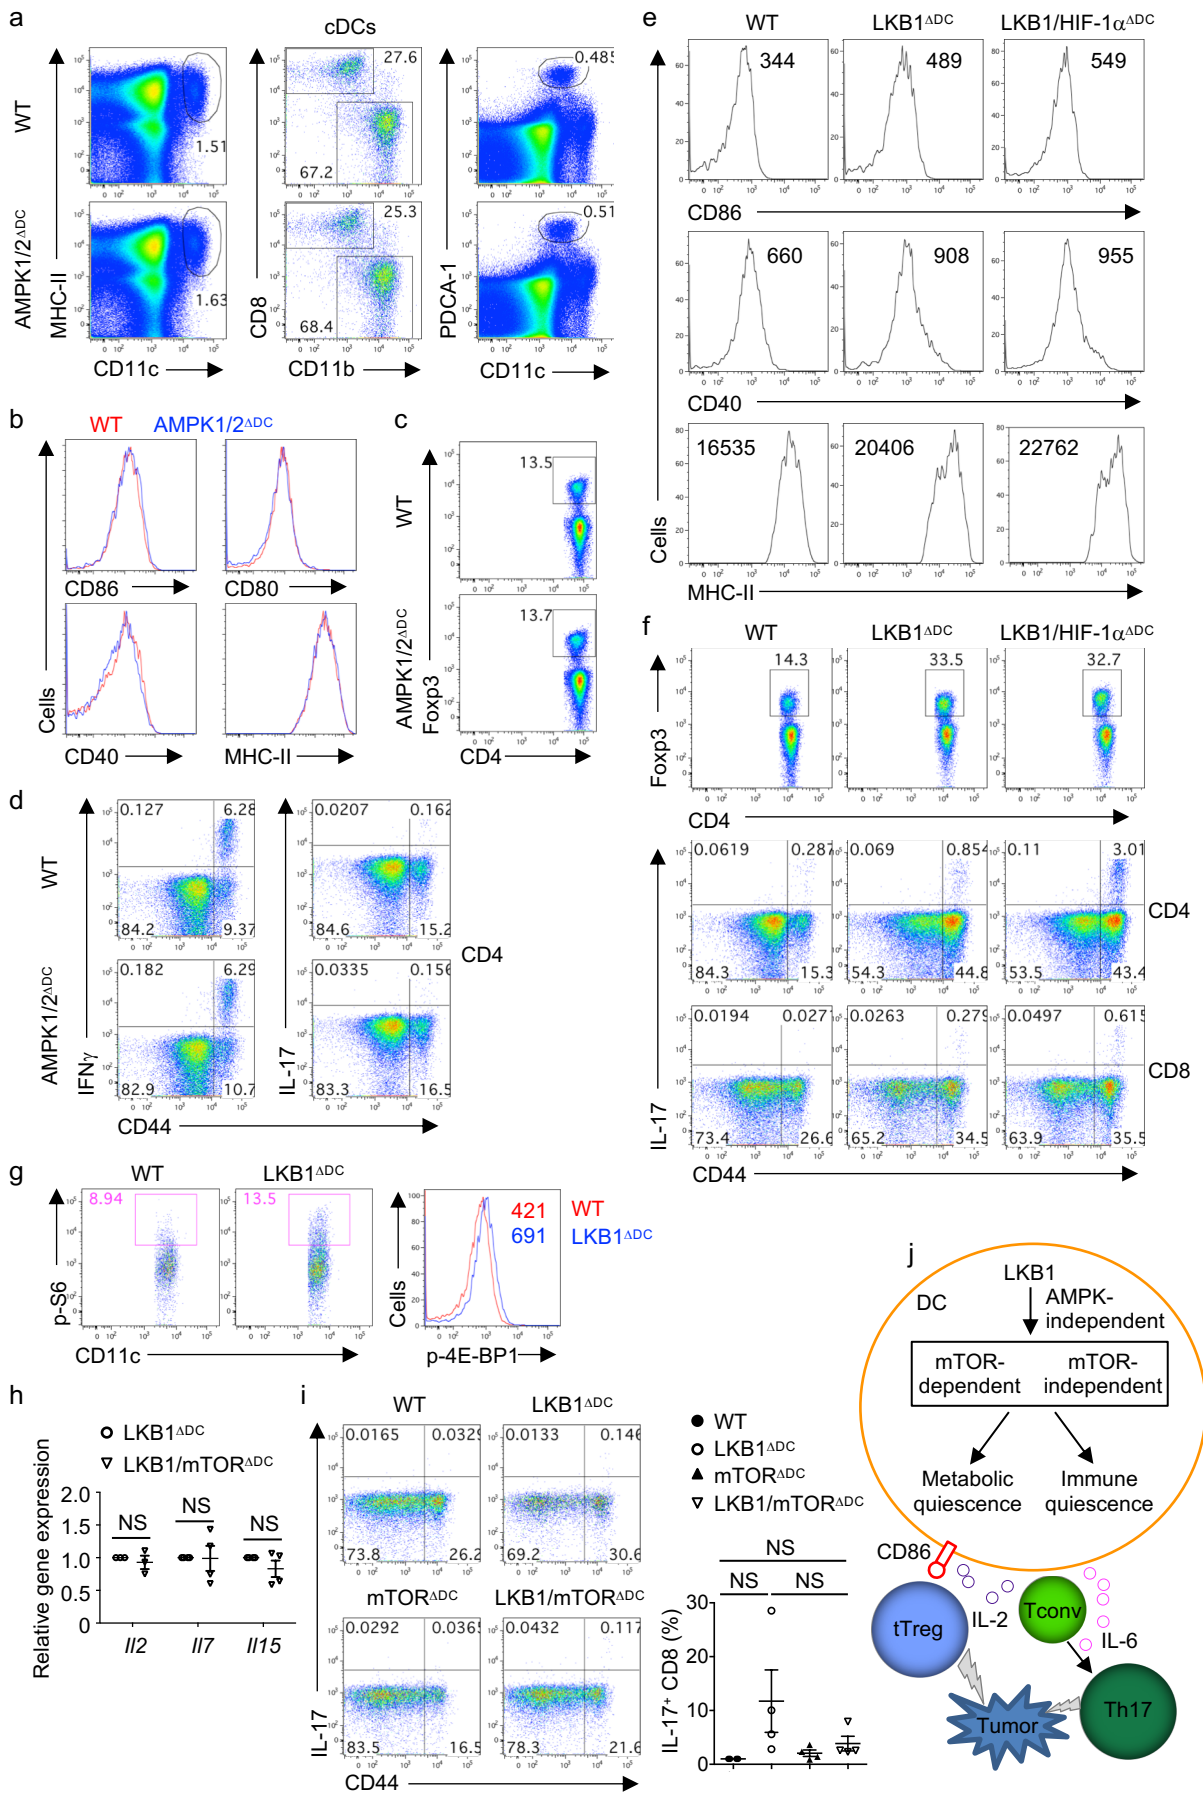 a
cDCs
WT
AMPK1/2ΔDC
MHC-II
1.51
1.63
CD11c
CD8
27.6
67.2
25.3
68.4
CD11b
PDCA-1
0.485
0.51
CD11c
b
WT AMPK1/2ΔDC
Cells
CD86
CD80
CD40
MHC-II
c
WT
AMPK1/2ΔDC
Foxp3
13.5
13.7
CD4
d
WT
AMPK1/2ΔDC
IFNγ
0.127 6.28
84.2 9.37
0.182 6.29
82.9 10.7
IL-17
0.0207 0.162
84.6 15.2
0.0335 0.156
83.3 16.5
CD4
CD44
e
WT LKB1ΔDC LKB1/HIF-1αΔDC
344 489 549
CD86
660 908 955
CD40
16535 20406 22762
Cells
MHC-II
f
WT LKB1ΔDC LKB1/HIF-1αΔDC
14.3 33.5 32.7
Foxp3
CD4
0.0619 0.287 0.069 0.854 0.11 3.01
CD4
84.3 15.3 54.3 44.8 53.5 43.4
0.0194 0.0271 0.0263 0.279 0.0497 0.615
CD8
73.4 26.6 65.2 34.5 63.9 35.5
IL-17
CD44
g
WT LKB1ΔDC
8.94 13.5
p-S6
CD11c
Cells
421 WT
691 LKB1ΔDC
p-4E-BP1
h
LKB1ΔDC
LKB1/mTORΔDC
Relative gene expression
2.0
1.5
1.0
0.5
0
NS NS NS
Il2 Il7 Il15
i
WT LKB1ΔDC
0.0165 0.0329 0.0133 0.146
73.8 26.2 69.2 30.6
mTORΔDC LKB1/mTORΔDC
0.0292 0.0365 0.0432 0.117
83.5 16.5 78.3 21.6
IL-17
CD44
WT
LKB1ΔDC
mTORΔDC
LKB1/mTORΔDC
NS
NS NS
IL-17+ CD8 (%)
30
20
10
0
j
LKB1
DC
AMPK-
independent
mTOR-
dependent
mTOR-
independent
Metabolic
quiescence
Immune
quiescence
CD86
tTreg
IL-2
Tconv
IL-6
Tumor
Th17